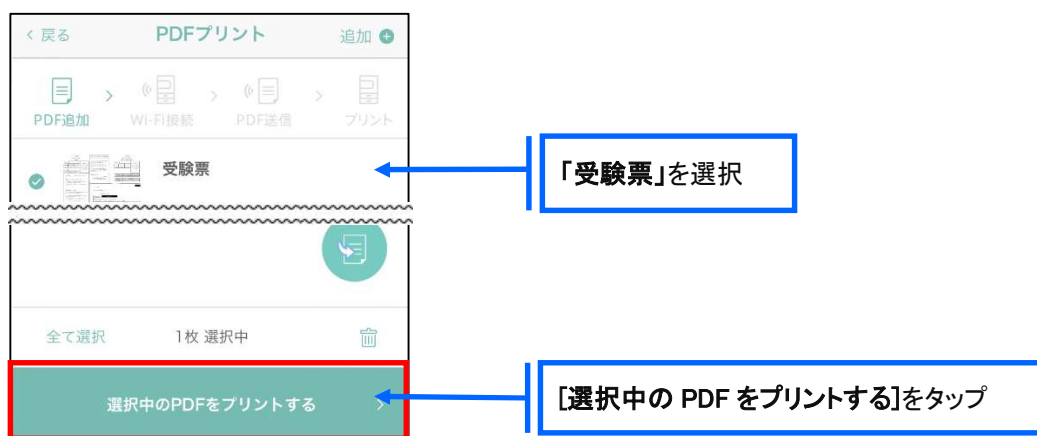 < 戻る PDFプリント 追加 +
PDF追加 > Wi-Fi接続 > PDF送信 > プリント
受験票
「受験票」を選択
全て選択 1枚 選択中
選択中のPDFをプリントする >
[選択中の PDF をプリントする]をタップ